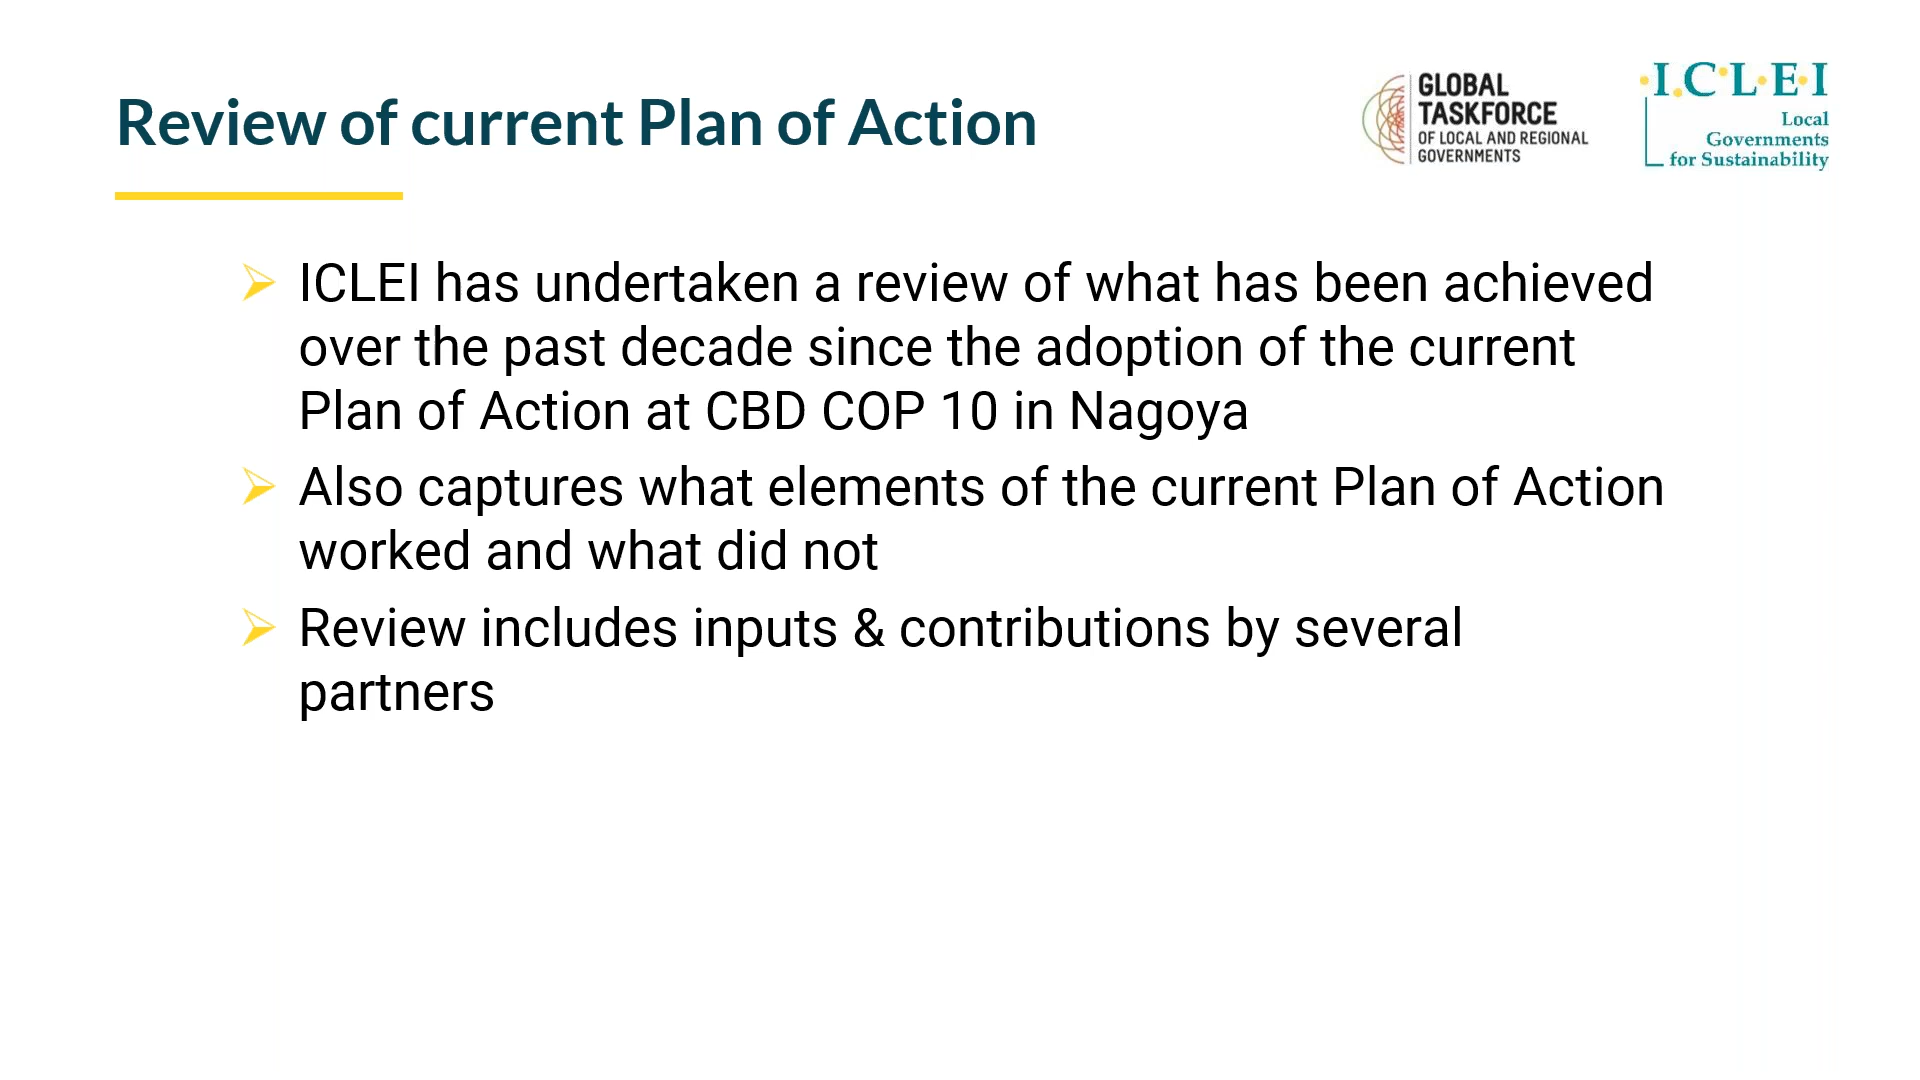 Review of current Plan of Action
GLOBAL
TASKFORCE
OF LOCAL AND REGIONAL
GOVERNMENTS
I.C.L.E.I
Local
Governments
for Sustainability
ICLEI has undertaken a review of what has been achieved
over the past decade since the adoption of the current
Plan of Action at CBD COP 10 in Nagoya
Also captures what elements of the current Plan of Action
worked and what did not
Review includes inputs & contributions by several
partners